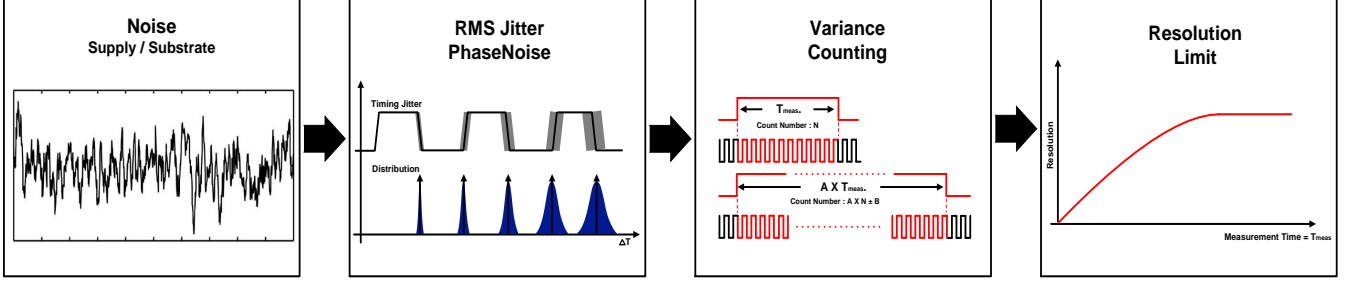 Noise
Supply / Substrate
RMS Jitter
PhaseNoise
Timing Jitter
Distribution
ΔT
Variance
Counting
Tmeas.
Count Number : N
A X Tmeas.
Count Number : A X N ± B
Resolution
Limit
Resolution
Measurement Time = Tmeas